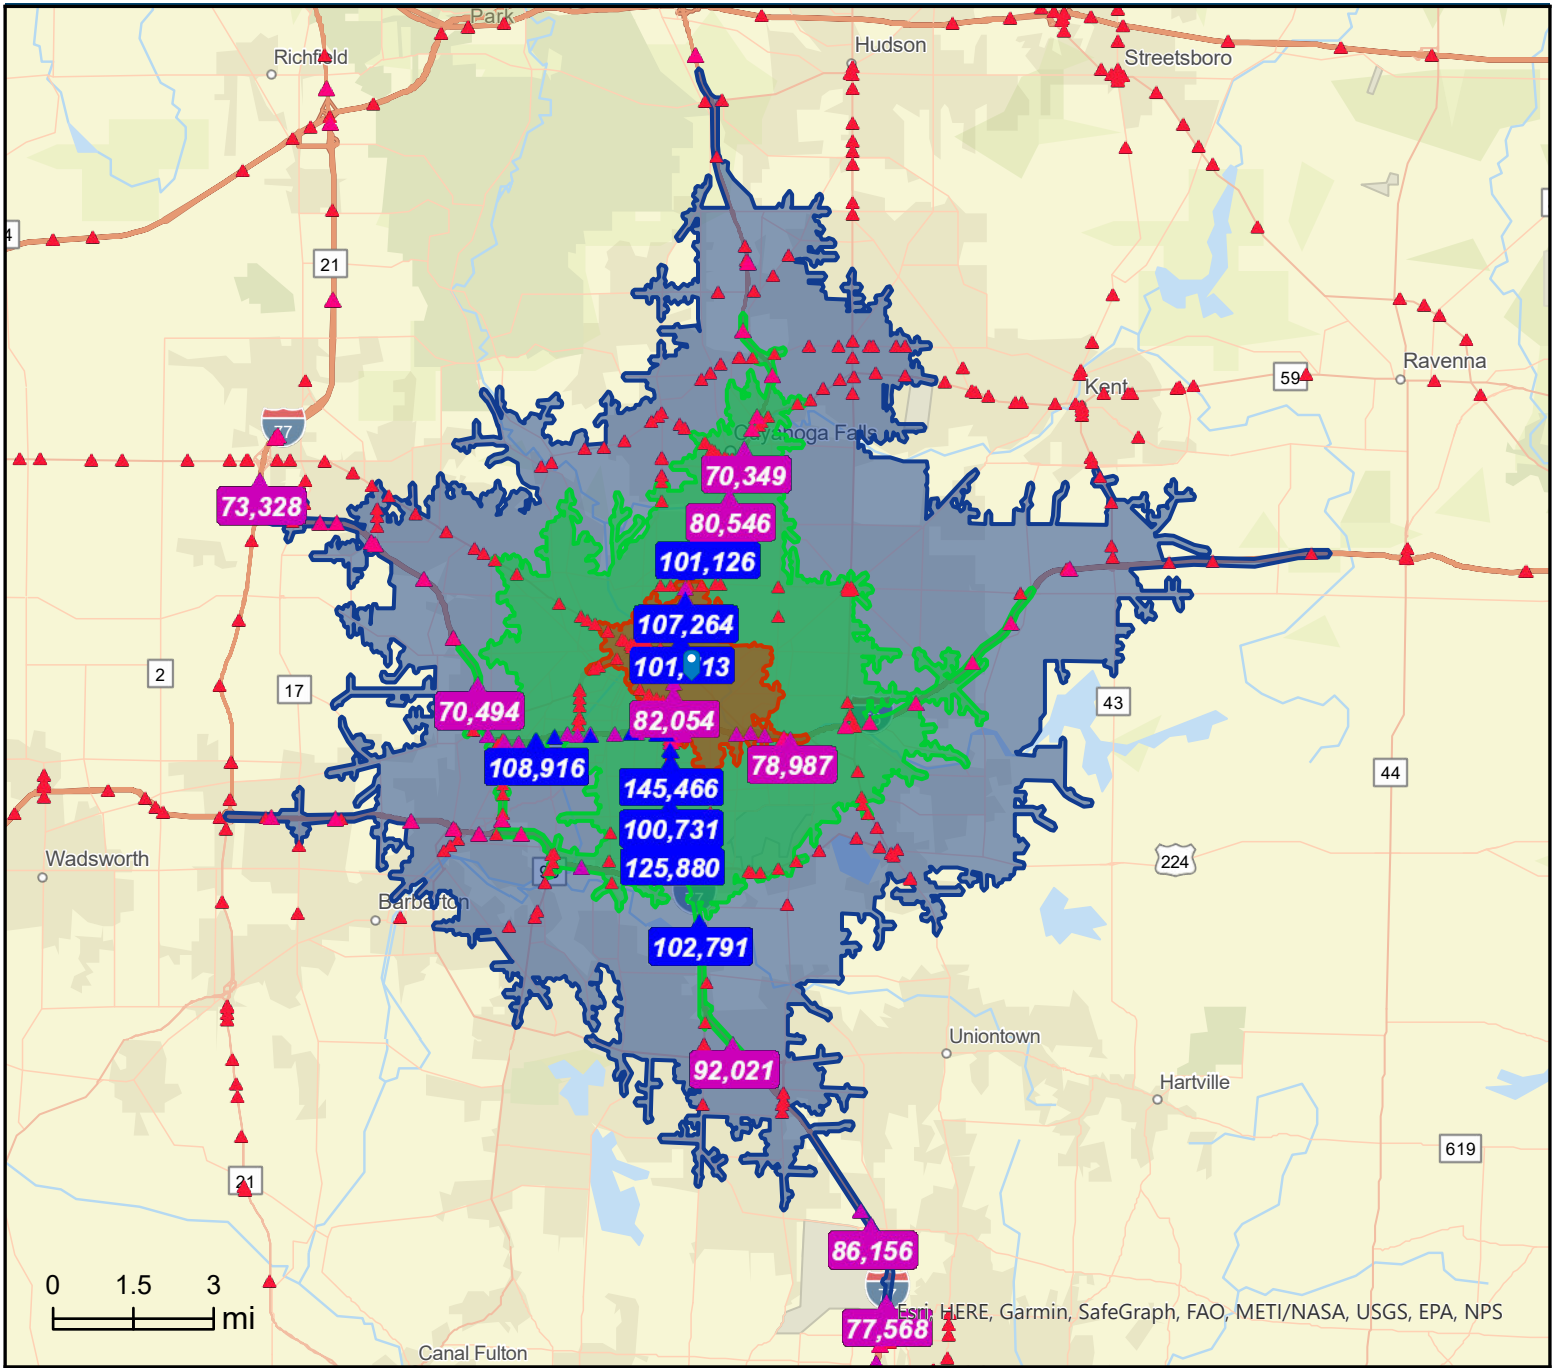 Park
Richfield
Hudson
Streetsboro
4
21
59
Ravenna
Kent
77
Cuyahoga Falls
70,349
73,328
80,546
101,126
107,264
2
17
70,494
82,054
43
108,916
78,987
44
145,466
100,731
125,880
Wadsworth
224
Barberton
102,791
Uniontown
92,021
Hartville
619
21
86,156
0 1.5 3
mi
Esri, HERE, Garmin, SafeGraph, FAO, METI/NASA, USGS, EPA, NPS
77,568
Canal Fulton